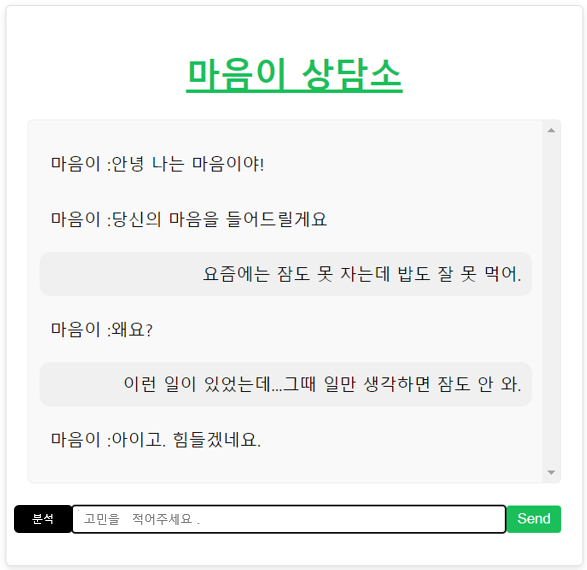 마음이 상담소
마음이 :안녕 나는 마음이야!
마음이 :당신의 마음을 들어드릴게요
요즘에는 잠도 못 자는데 밥도 잘 못 먹어.
마음이 :왜요?
이런 일이 있었는데...그때 일만 생각하면 잠도 안 와.
마음이 :아이고. 힘들겠네요.
분석 고민을 적어주세요 . Send